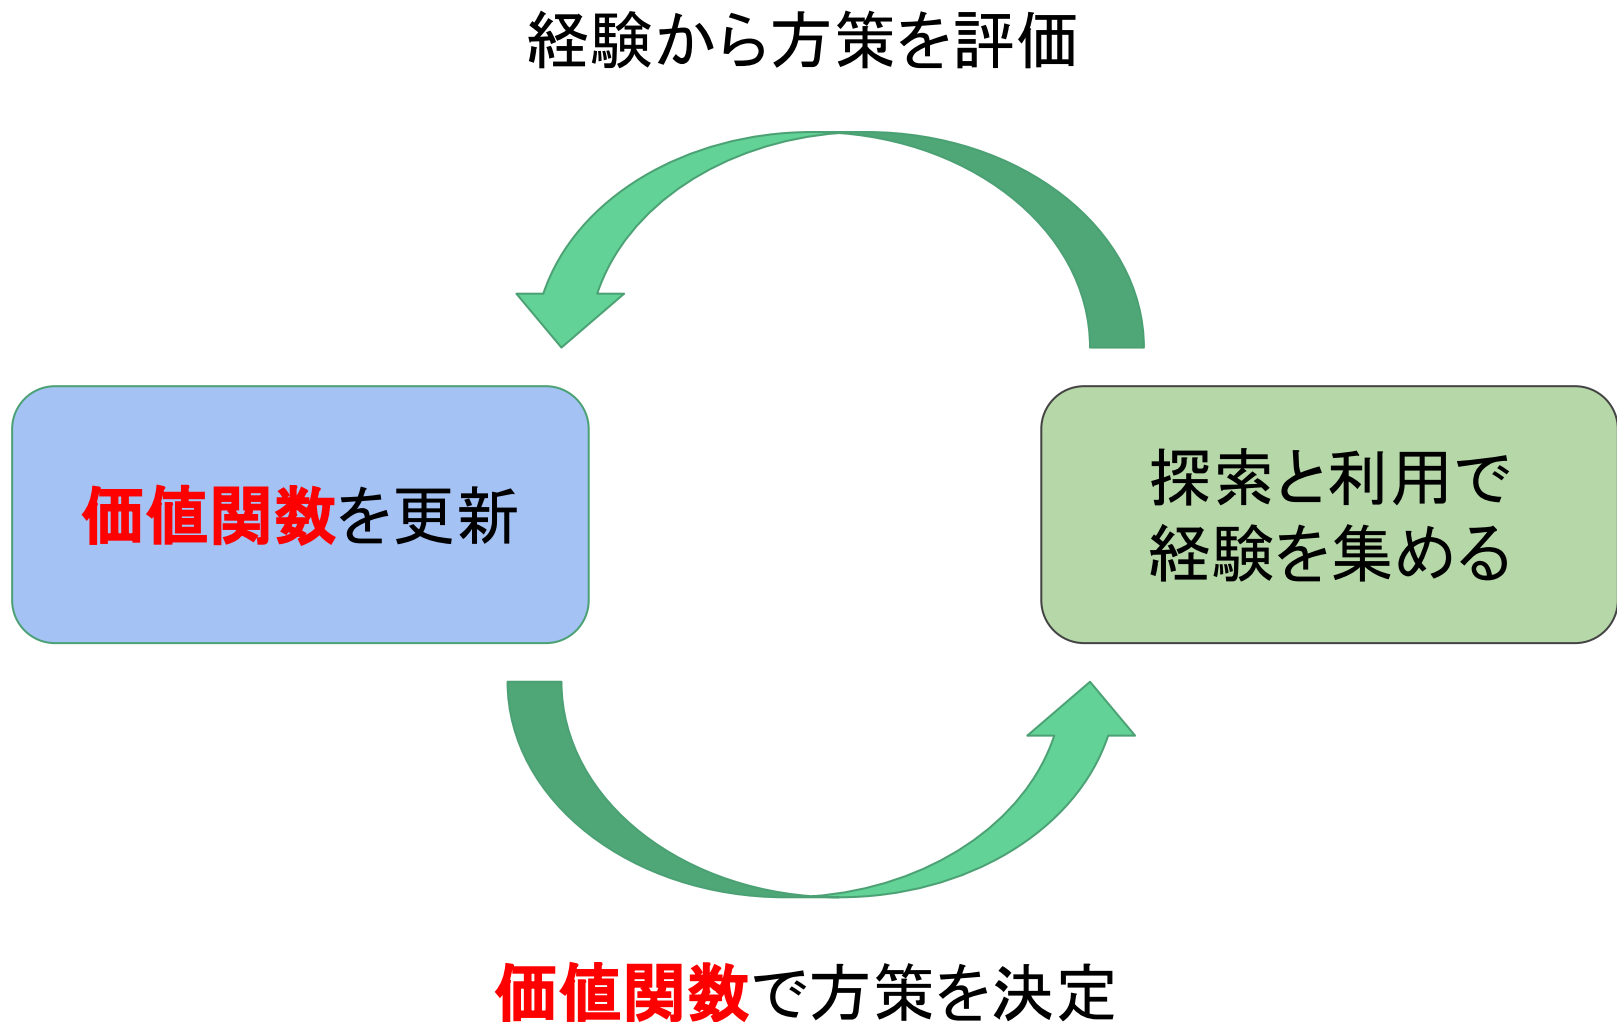 経験から方策を評価
価値関数を更新
探索と利用で
経験を集める
価値関数で方策を決定